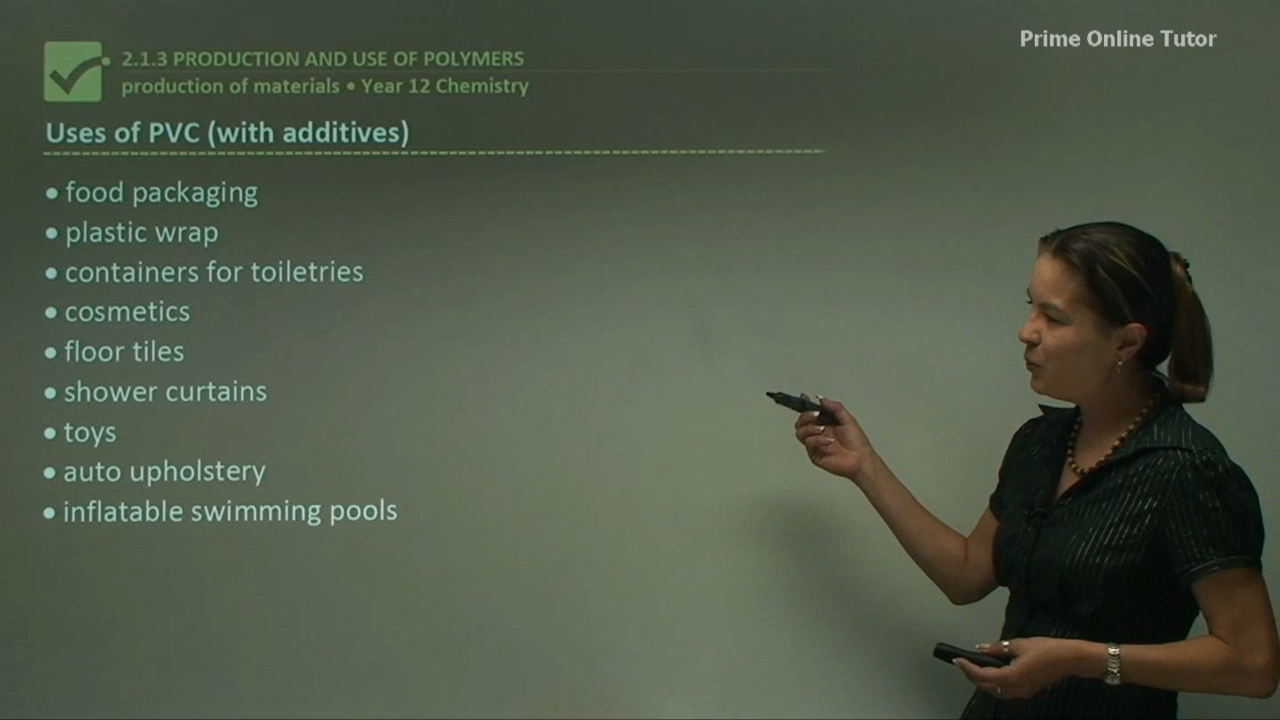 Prime Online Tutor
2.1.3 PRODUCTION AND USE OF POLYMERS
production of materials • Year 12 Chemistry
Uses of PVC (with additives)
• food packaging
• plastic wrap
• containers for toiletries
• cosmetics
• floor tiles
• shower curtains
• toys
• auto upholstery
• inflatable swimming pools